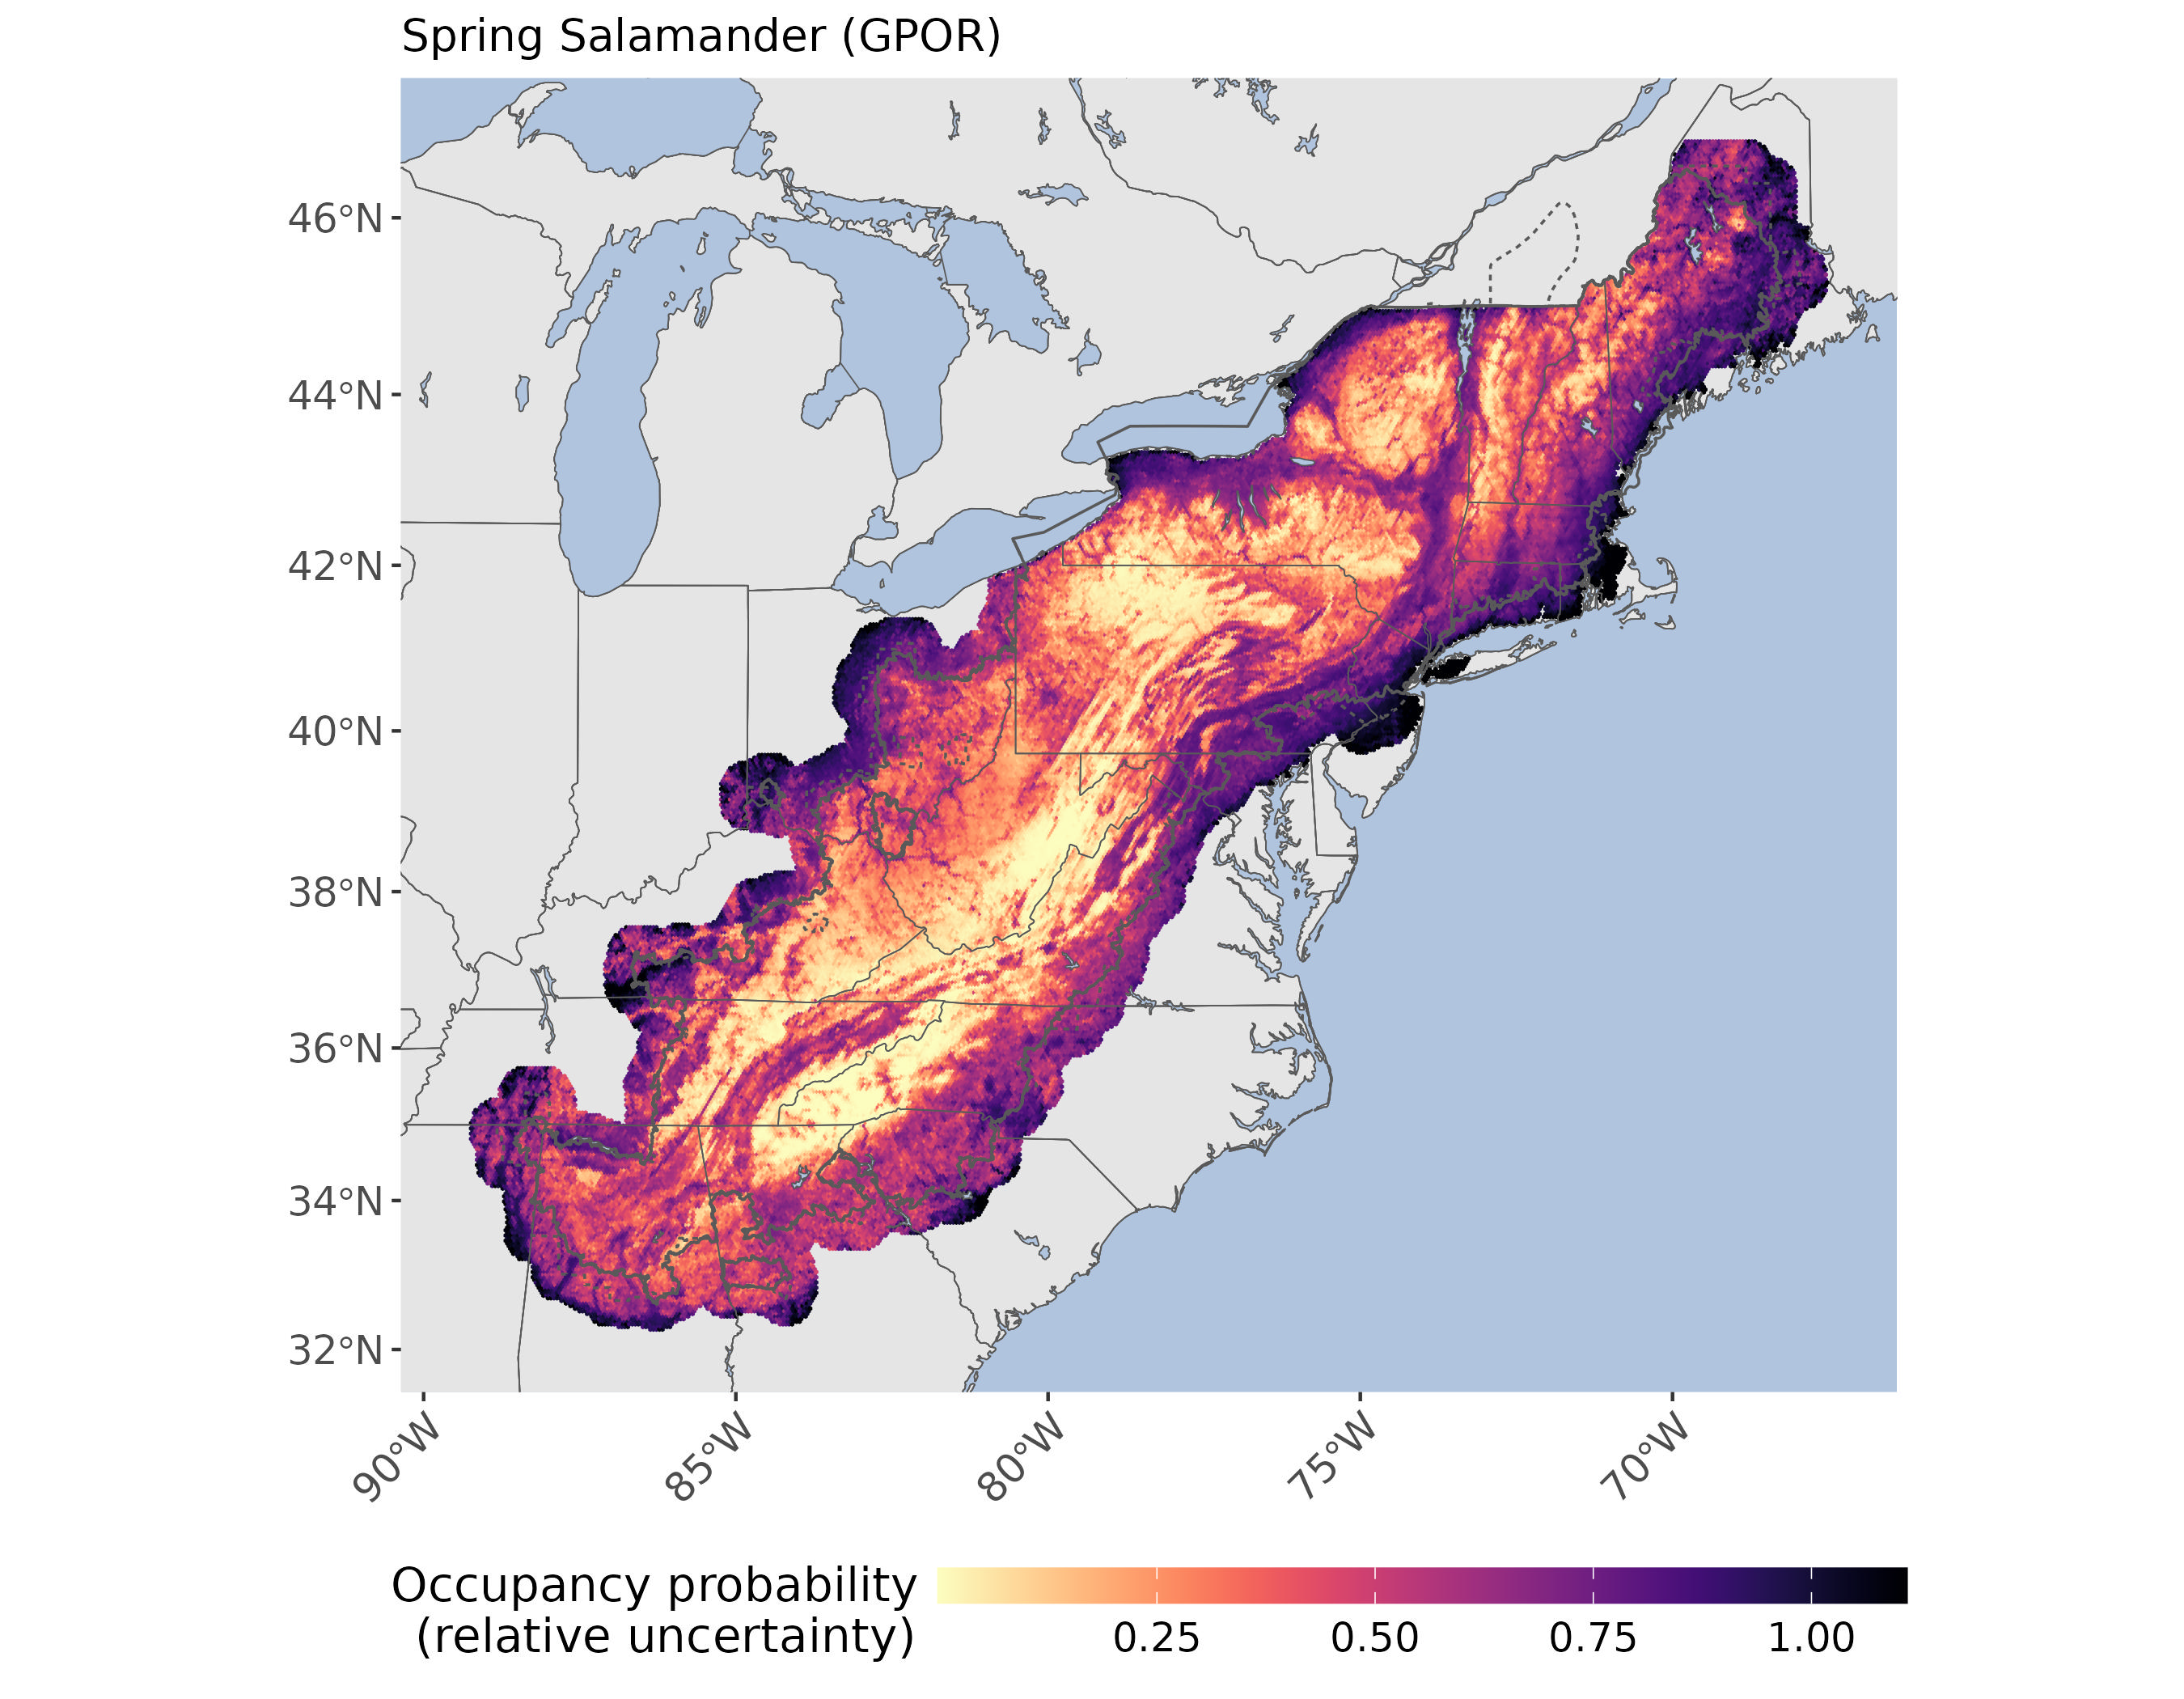 Spring Salamander (GPOR)
46°N
44°N
42°N
40°N
38°N
36°N
34°N
32°N
90°W
85°W
80°W
75°W
70°W
Occupancy probability
(relative uncertainty)
0.25
0.50
0.75
1.00